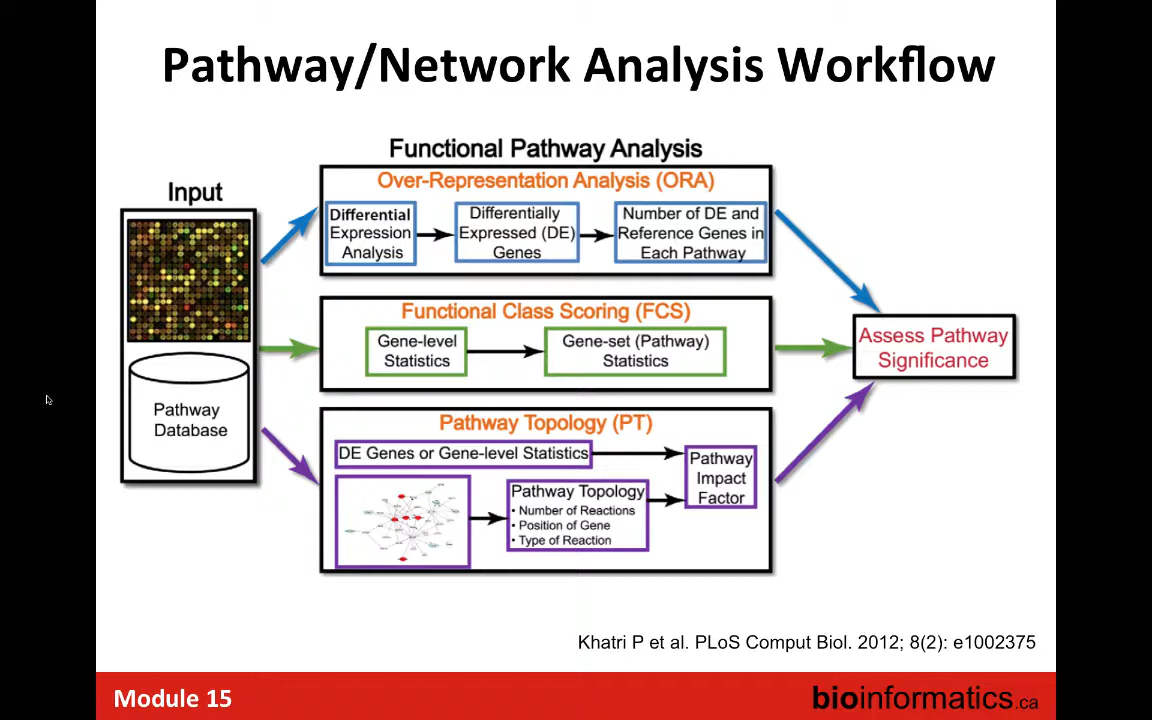 Pathway/Network Analysis Workflow
Functional Pathway Analysis
Input
Pathway
Database
Over-Representation Analysis (ORA)
Differential
Expression
Analysis
Differentially
Expressed (DE)
Genes
Number of DE and
Reference Genes in
Each Pathway
Functional Class Scoring (FCS)
Gene-level
Statistics
Gene-set (Pathway)
Statistics
Pathway Topology (PT)
DE Genes or Gene-level Statistics
Pathway Topology
• Number of Reactions
• Position of Gene
• Type of Reaction
Pathway
Impact
Factor
Assess Pathway
Significance
Khatri P et al. PLoS Comput Biol. 2012; 8(2): e1002375
Module 15
bioinformatics.ca